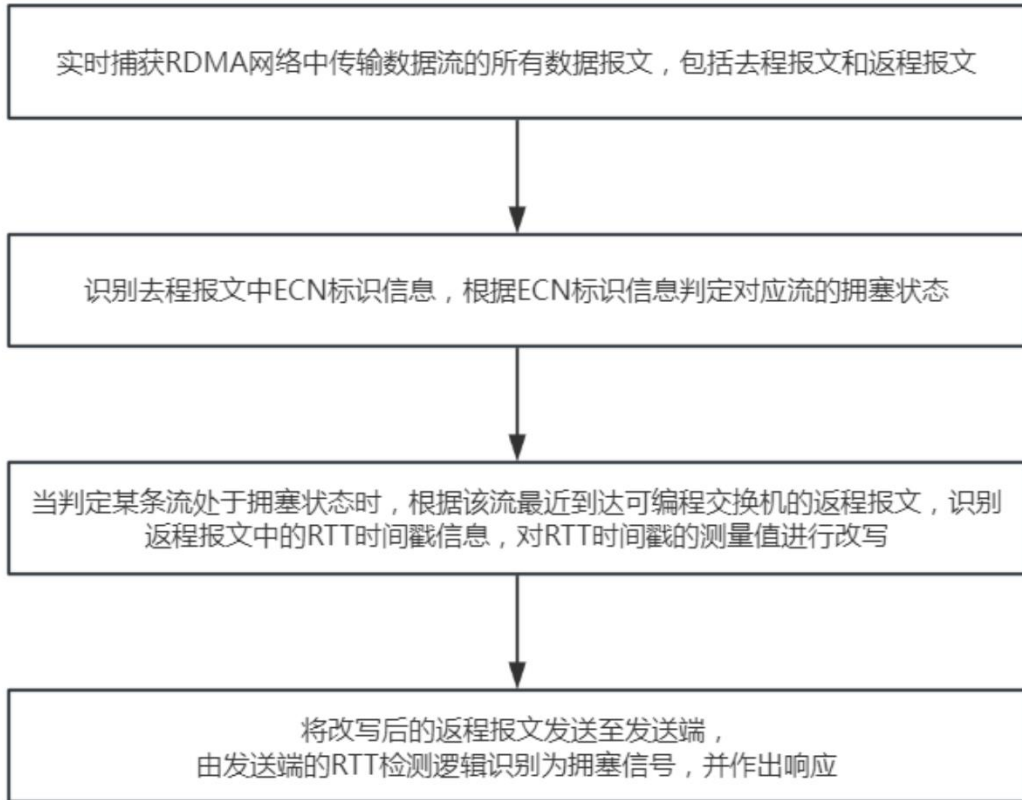 实时捕获RDMA网络中传输数据流的所有数据报文，包括去程报文和返程报文
识别去程报文中ECN标识信息，根据ECN标识信息判定对应流的拥塞状态
当判定某条流处于拥塞状态时，根据该流最近到达可编程交换机的返程报文，识别
返程报文中的RTT时间戳信息，对RTT时间戳的测量值进行改写
将改写后的返程报文发送至发送端，
由发送端的RTT检测逻辑识别为拥塞信号，并作出响应